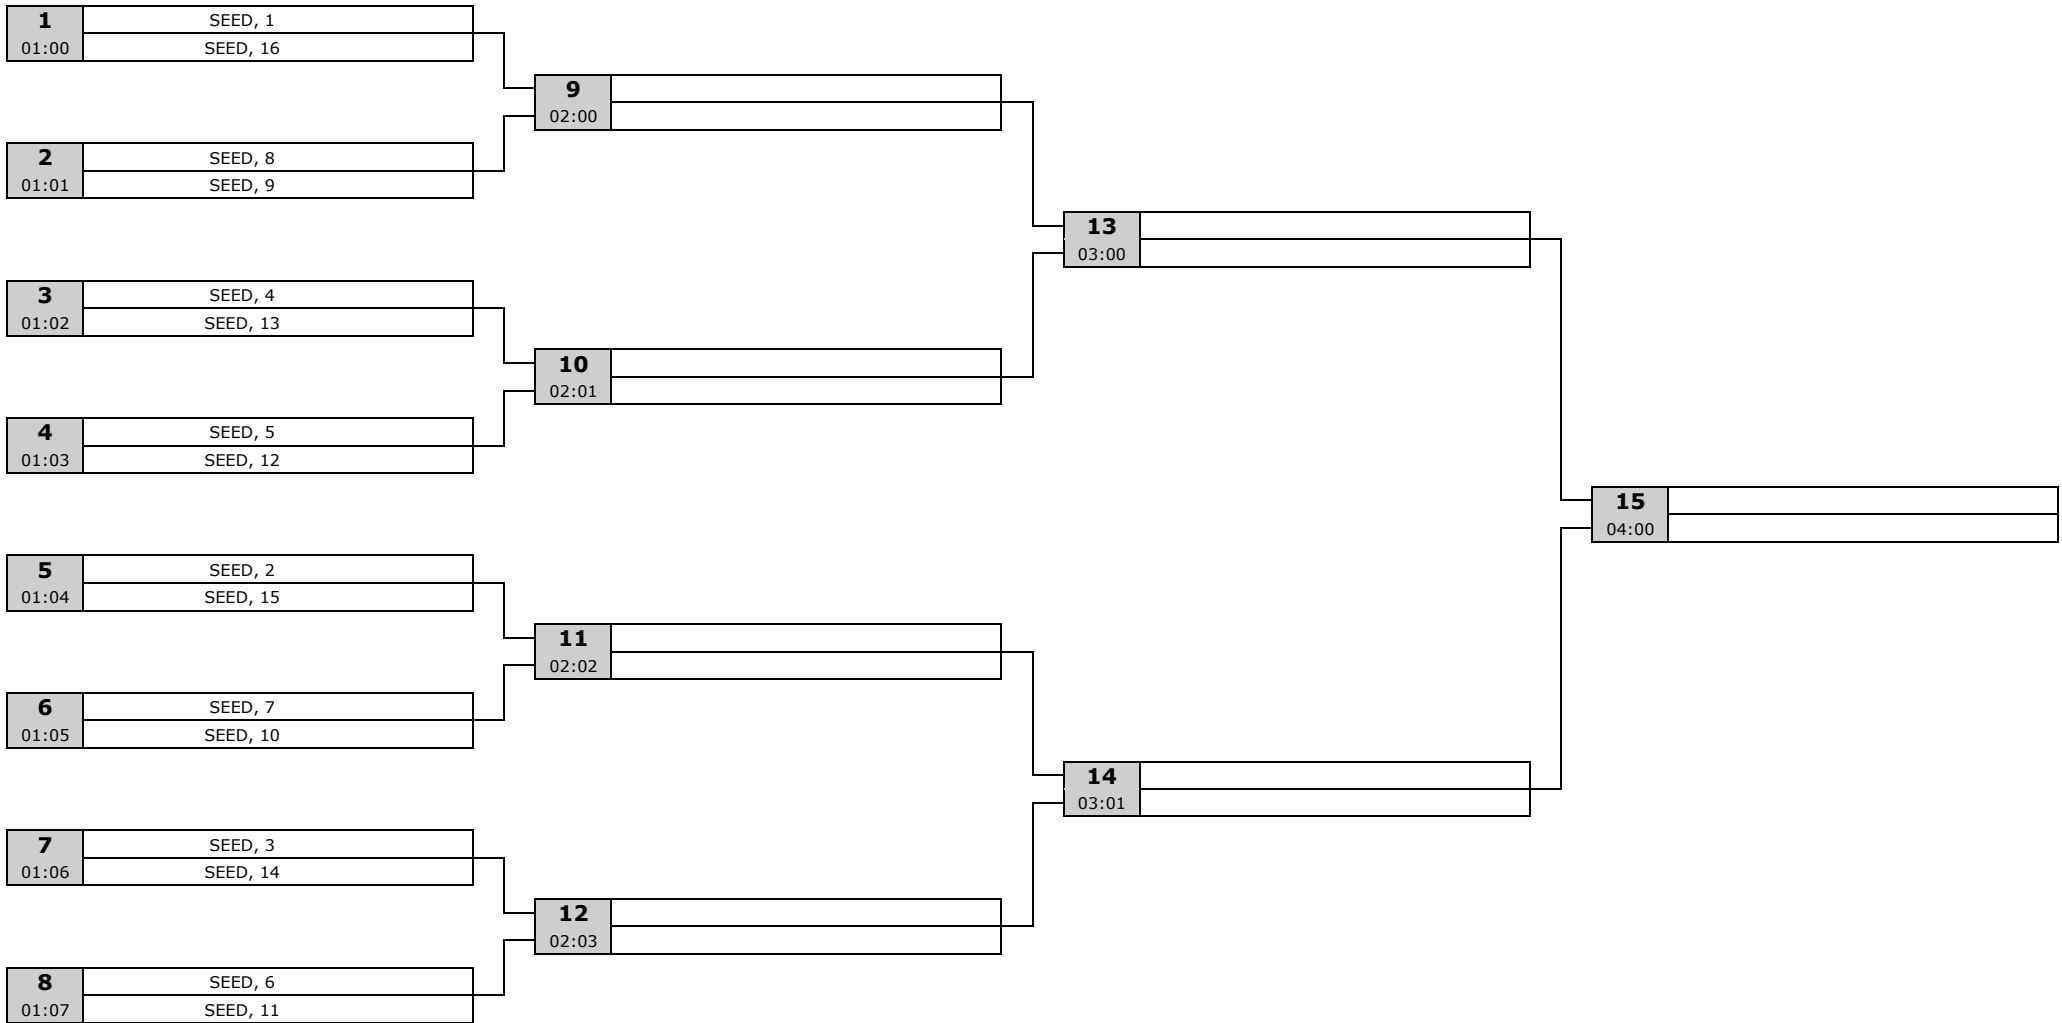 1
01:00
SEED, 1
SEED, 16
2
01:01
SEED, 8
SEED, 9
3
01:02
SEED, 4
SEED, 13
4
01:03
SEED, 5
SEED, 12
5
01:04
SEED, 2
SEED, 15
6
01:05
SEED, 7
SEED, 10
7
01:06
SEED, 3
SEED, 14
8
01:07
SEED, 6
SEED, 11
9
02:00
10
02:01
11
02:02
12
02:03
13
03:00
14
03:01
15
04:00